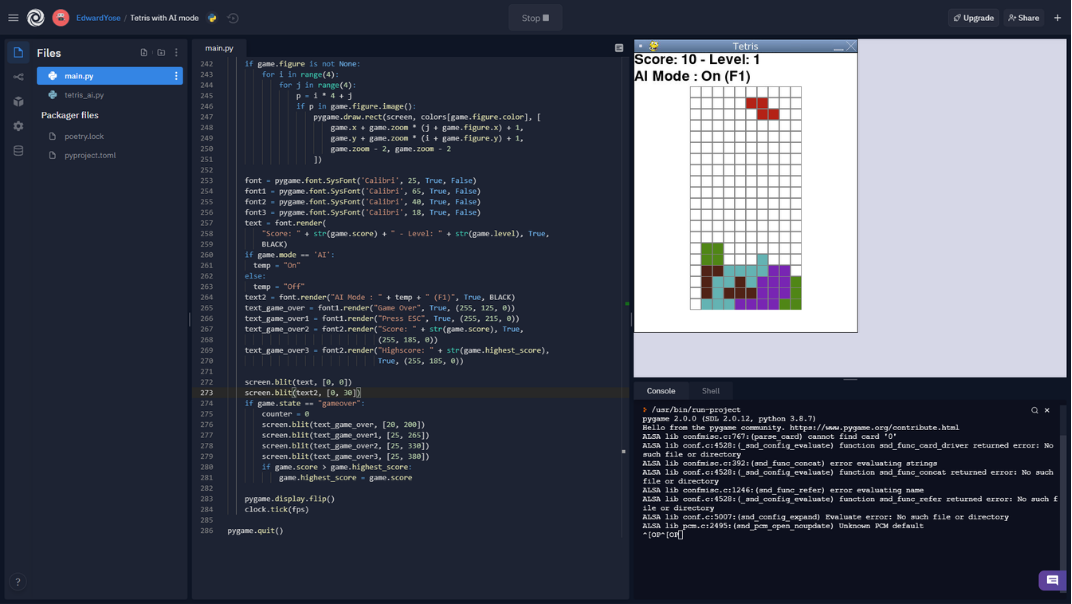 EdwardYose / Tetris with AI mode
Stop
Upgrade
Share
Files
main.py
tetris_ai.py
Packager files
poetry.lock
pyproject.toml
?
main.py
242 if game.figure is not None:
243 for i in range(4):
244 for j in range(4):
245 p = i * 4 + j
246 if p in game.figure.image():
247 pygame.draw.rect(screen, colors[game.figure.color], [
248 game.x + game.zoom * (j + game.figure.x) + 1,
249 game.y + game.zoom * (i + game.figure.y) + 1,
250 game.zoom - 2, game.zoom - 2
251 ])
252
253 font = pygame.font.SysFont('Calibri', 25, True, False)
254 font1 = pygame.font.SysFont('Calibri', 65, True, False)
255 font2 = pygame.font.SysFont('Calibri', 40, True, False)
256 font3 = pygame.font.SysFont('Calibri', 18, True, False)
257 text = font.render(
258 "Score: " + str(game.score) + " - Level: " + str(game.level), True,
259 BLACK)
260 if game.mode == 'AI':
261 temp = "On"
262 else:
263 temp = "Off"
264 text2 = font.render("AI Mode : " + temp + " (F1)", True, BLACK)
265 text_game_over = font1.render("Game Over", True, (255, 125, 0))
266 text_game_over1 = font1.render("Press ESC", True, (255, 215, 0))
267 text_game_over2 = font2.render("Score: " + str(game.score), True,
268 (255, 185, 0))
269 text_game_over3 = font2.render("Highscore: " + str(game.highest_score),
270 True, (255, 185, 0))
271
272 screen.blit(text, [0, 0])
273 screen.blit(text2, [0, 30])
274 if game.state == "gameover":
275 counter = 0
276 screen.blit(text_game_over, [20, 200])
277 screen.blit(text_game_over1, [25, 265])
278 screen.blit(text_game_over2, [25, 330])
279 screen.blit(text_game_over3, [25, 380])
280 if game.score > game.highest_score:
281 game.highest_score = game.score
282
283 pygame.display.flip()
284 clock.tick(fps)
285
286 pygame.quit()
Tetris
Score: 10 - Level: 1
AI Mode : On (F1)
Console
Shell
/usr/bin/run-project
pygame 2.0.0 (SDL 2.0.12, python 3.8.7)
Hello from the pygame community. https://www.pygame.org/contribute.html
ALSA lib confmisc.c:767:(parse_card) cannot find card '0'
ALSA lib conf.c:4528:(_snd_config_evaluate) function snd_func_card_driver returned error: No
such file or directory
ALSA lib confmisc.c:392:(snd_func_concat) error evaluating strings
ALSA lib conf.c:4528:(_snd_config_evaluate) function snd_func_concat returned error: No such
file or directory
ALSA lib confmisc.c:1246:(snd_func_refer) error evaluating name
ALSA lib conf.c:4528:(_snd_config_evaluate) function snd_func_refer returned error: No such f
ile or directory
ALSA lib conf.c:5007:(snd_config_expand) Evaluate error: No such file or directory
ALSA lib pcm.c:2495:(snd_pcm_open_noupdate) Unknown PCM default
^[OP^[OP